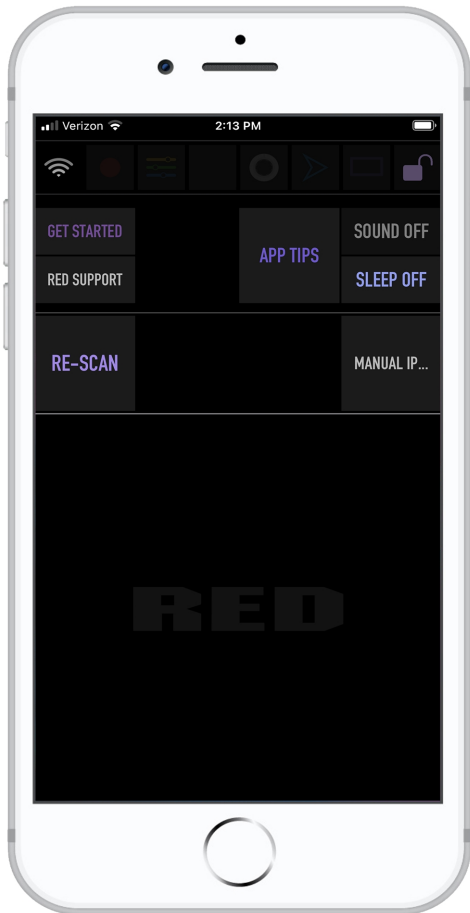 Verizon 2:13 PM
GET STARTED
RED SUPPORT
APP TIPS
SOUND OFF
SLEEP OFF
RE-SCAN
MANUAL IP...
RED